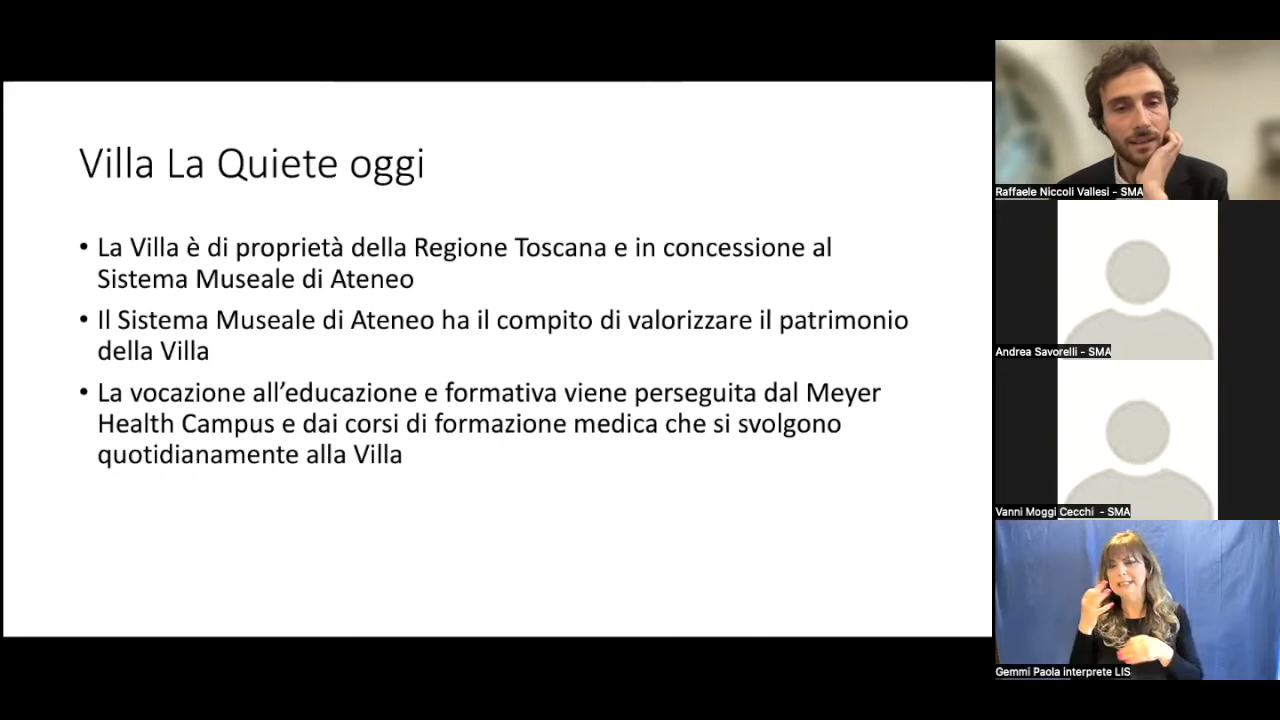 Villa La Quiete oggi
• La Villa è di proprietà della Regione Toscana e in concessione al
Sistema Museale di Ateneo
• Il Sistema Museale di Ateneo ha il compito di valorizzare il patrimonio
della Villa
• La vocazione all’educazione e formativa viene perseguita dal Meyer
Health Campus e dai corsi di formazione medica che si svolgono
quotidianamente alla Villa
Raffaele Niccoli Vallesi - SMA
Andrea Savorelli - SMA
Vanni Moggi Cecchi - SMA
Gemmi Paola interprete LIS